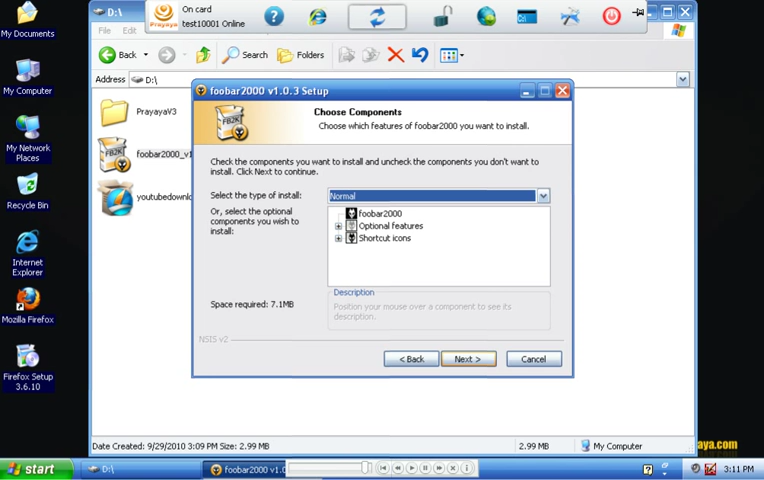 My Documents
My Computer
My Network
Places
Recycle Bin
Internet
Explorer
Mozilla Firefox
Firefox Setup
3.6.10
D:\
Prayaya
On card
test10001 Online
File Edit
Back
Search
Folders
Address
D:\
PrayayaV3
foobar2000_v1
youtubedownlo
foobar2000 v1.0.3 Setup
FB2K
Choose Components
Choose which features of foobar2000 you want to install.
Check the components you want to install and uncheck the components you don't want to
install. Click Next to continue.
Select the type of install:
Normal
Or, select the optional
components you wish to
install:
foobar2000
Optional features
Shortcut icons
Space required: 7.1MB
Description
Position your mouse over a component to see its
description.
NSIS v2
< Back
Next >
Cancel
Date Created: 9/29/2010 3:09 PM Size: 2.99 MB
2.99 MB
My Computer
aya.com
start
D:\
foobar2000 v1.0
3:11 PM